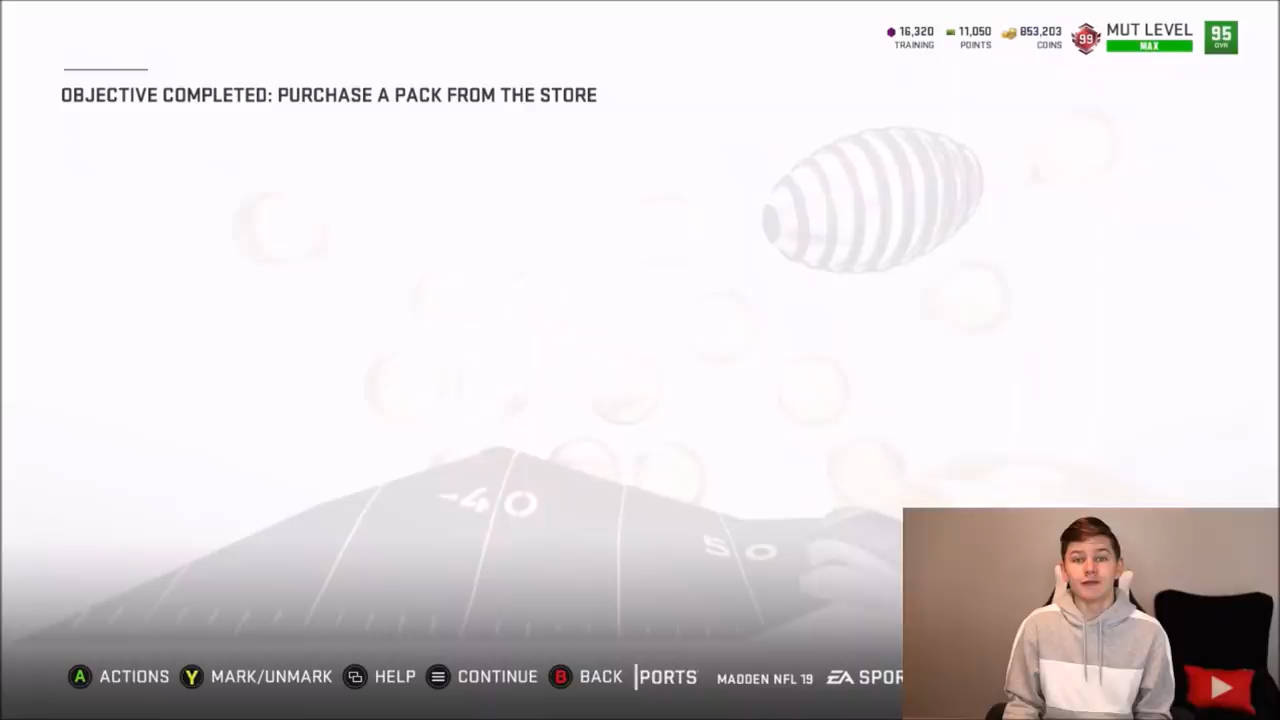 16,320 11,050 853,203 99 MUT LEVEL 95
TRAINING POINTS COINS MAX OVR
OBJECTIVE COMPLETED: PURCHASE A PACK FROM THE STORE
-40
50
A ACTIONS Y MARK/UNMARK HELP CONTINUE B BACK PORTS MADDEN NFL 19 EA SPOR